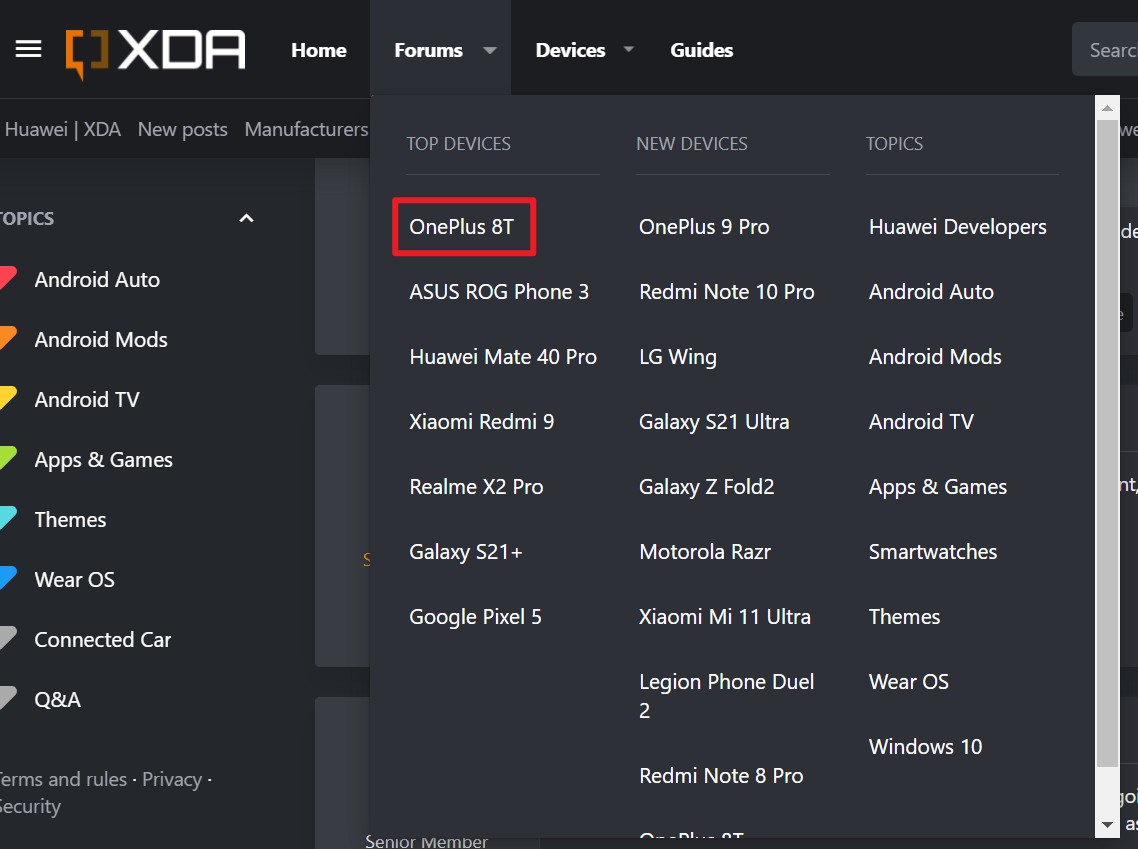 XDA
Home
Forums
Devices
Guides
Searc
Huawei | XDA
New posts
Manufacturers
TOPICS
Android Auto
Android Mods
Android TV
Apps & Games
Themes
Wear OS
Connected Car
Q&A
Terms and rules · Privacy ·
Security
TOP DEVICES
OnePlus 8T
ASUS ROG Phone 3
Huawei Mate 40 Pro
Xiaomi Redmi 9
Realme X2 Pro
Galaxy S21+
Google Pixel 5
NEW DEVICES
OnePlus 9 Pro
Redmi Note 10 Pro
LG Wing
Galaxy S21 Ultra
Galaxy Z Fold2
Motorola Razr
Xiaomi Mi 11 Ultra
Legion Phone Duel
2
Redmi Note 8 Pro
OnePlus 8T
TOPICS
Huawei Developers
Android Auto
Android Mods
Android TV
Apps & Games
Smartwatches
Themes
Wear OS
Windows 10
Senior Member